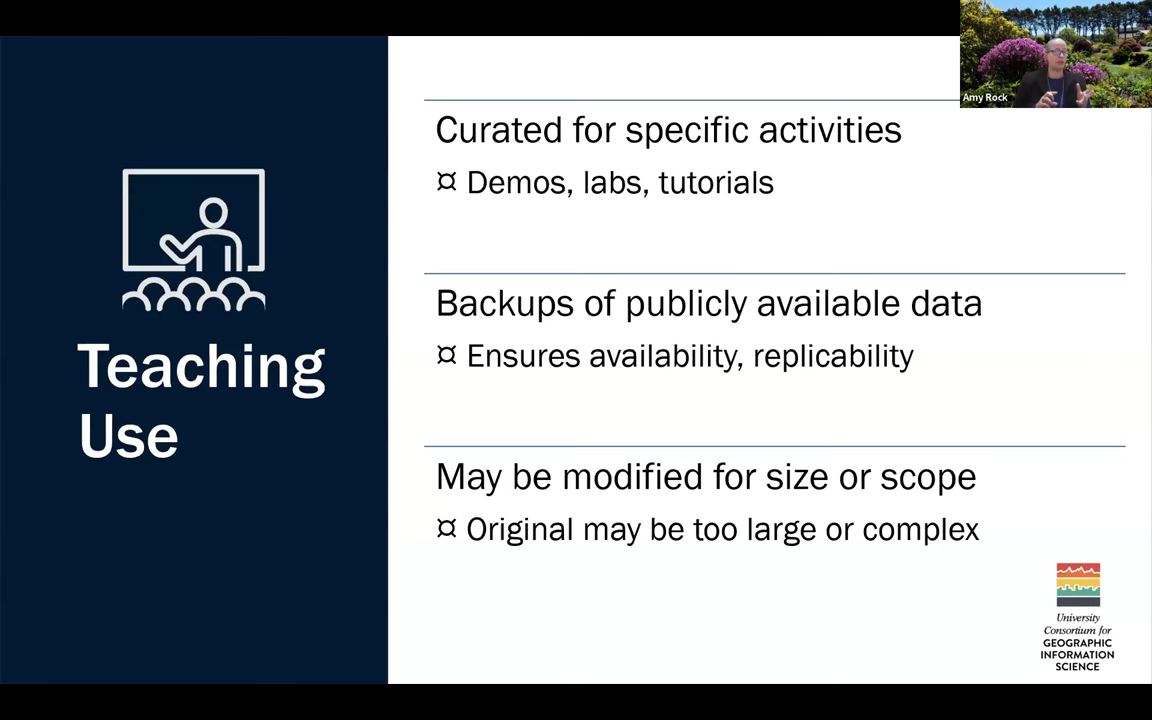 Amy Rock
Teaching
Use
Curated for specific activities
¤ Demos, labs, tutorials
Backups of publicly available data
¤ Ensures availability, replicability
May be modified for size or scope
¤ Original may be too large or complex
University
Consortium for
GEOGRAPHIC
INFORMATION
SCIENCE